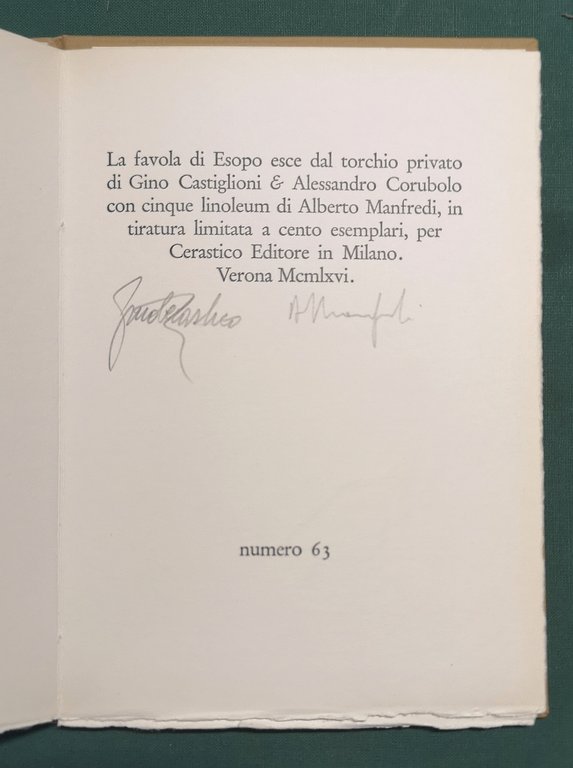 La favola di Esopo esce dal torchio privato
di Gino Castiglioni & Alessandro Corubolo
con cinque linoleum di Alberto Manfredi, in
tiratura limitata a cento esemplari, per
Cerastico Editore in Milano.
Verona Mcmlxvi.
AManfredi
numero 63